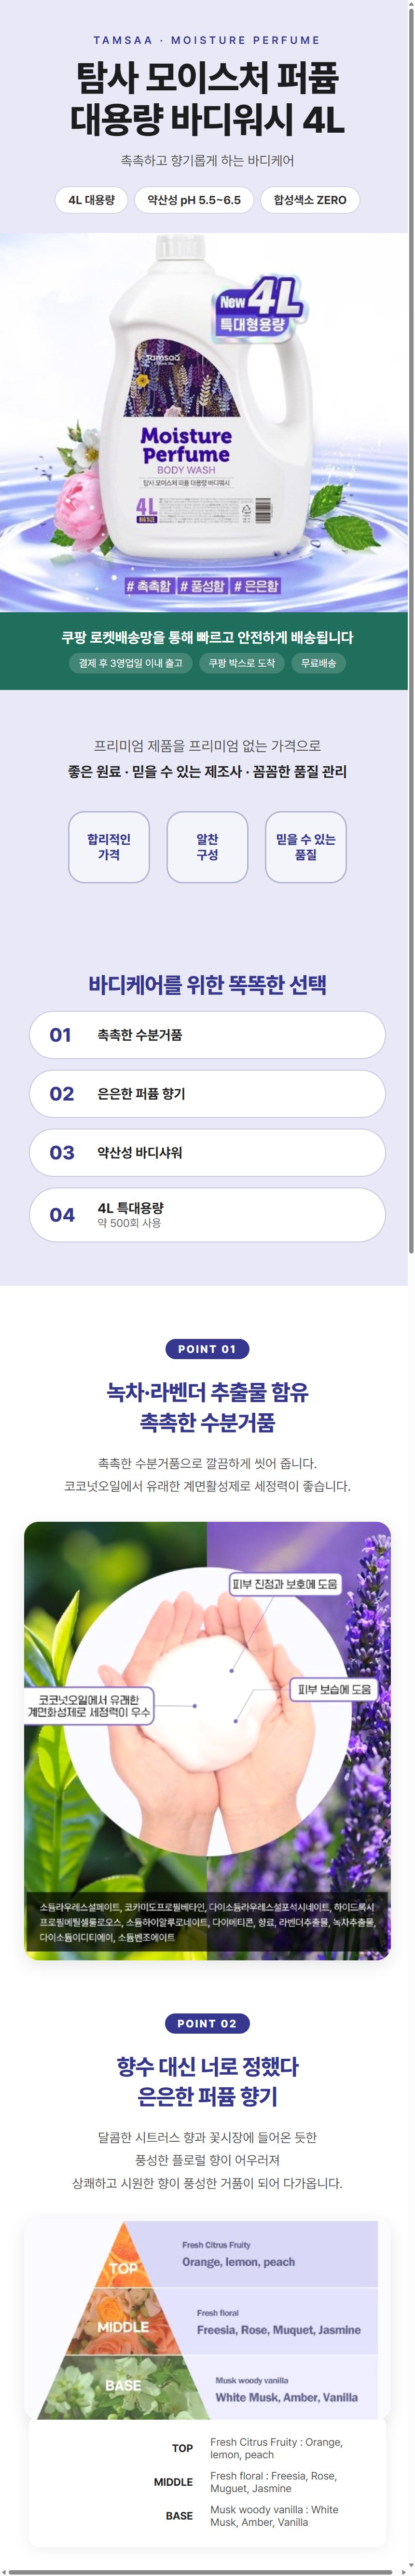 TAMSAA · MOISTURE PERFUME
탐사 모이스처 퍼퓸
대용량 바디워시 4L
촉촉하고 향기롭게 하는 바디케어
4L 대용량
약산성 pH 5.5~6.5
합성색소 ZERO
New 4L
특대형용량
Tamsaa
Moisture
Perfume
BODY WASH
탐사 모이스처 퍼퓸 대용량 바디워시
4L
BIG SIZE
# 촉촉함 # 풍성함 # 은은함
쿠팡 로켓배송망을 통해 빠르고 안전하게 배송됩니다
결제 후 3영업일 이내 출고
쿠팡 박스로 도착
무료배송
프리미엄 제품을 프리미엄 없는 가격으로
좋은 원료 · 믿을 수 있는 제조사 · 꼼꼼한 품질 관리
합리적인
가격
알찬
구성
믿을 수 있는
품질
바디케어를 위한 똑똑한 선택
01 촉촉한 수분거품
02 은은한 퍼퓸 향기
03 약산성 바디샤워
04 4L 특대용량
약 500회 사용
POINT 01
녹차·라벤더 추출물 함유
촉촉한 수분거품
촉촉한 수분거품으로 깔끔하게 씻어 줍니다.
코코넛오일에서 유래한 계면활성제로 세정력이 좋습니다.
피부 진정과 보호에 도움
피부 보습에 도움
코코넛오일에서 유래한
계면화성제로 세정력이 우수
소듐라우레스설페이트, 코카미도프로필베타인, 다이소듐라우레스설포석시네이트, 하이드록시
프로필메틸셀룰로오스, 소듐하이알루로네이트, 다이메티콘, 향료, 라벤더추출물, 녹차추출물,
다이소듐이디티에이, 소듐벤조에이트
POINT 02
향수 대신 너로 정했다
은은한 퍼퓸 향기
달콤한 시트러스 향과 꽃시장에 들어온 듯한
풍성한 플로럴 향이 어우러져
상쾌하고 시원한 향이 풍성한 거품이 되어 다가옵니다.
TOP
Fresh Citrus Fruity
Orange, lemon, peach
MIDDLE
Fresh floral
Freesia, Rose, Muquet, Jasmine
BASE
Musk woody vanilla
White Musk, Amber, Vanilla
TOP
Fresh Citrus Fruity : Orange,
lemon, peach
MIDDLE
Fresh floral : Freesia, Rose,
Muguet, Jasmine
BASE
Musk woody vanilla : White
Musk, Amber, Vanilla